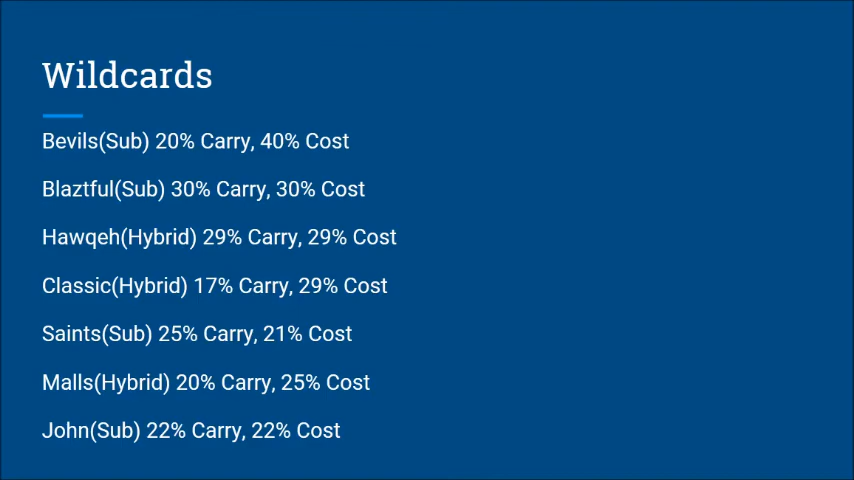 Wildcards
Bevils(Sub) 20% Carry, 40% Cost
Blaztful(Sub) 30% Carry, 30% Cost
Hawqeh(Hybrid) 29% Carry, 29% Cost
Classic(Hybrid) 17% Carry, 29% Cost
Saints(Sub) 25% Carry, 21% Cost
Malls(Hybrid) 20% Carry, 25% Cost
John(Sub) 22% Carry, 22% Cost